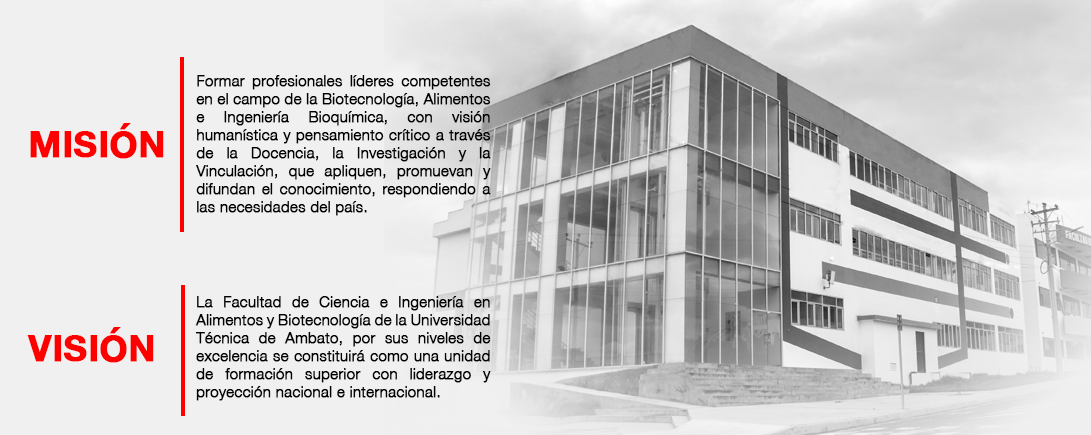 MISIÓN
Formar profesionales líderes competentes
en el campo de la Biotecnología, Alimentos
e Ingeniería Bioquímica, con visión
humanística y pensamiento crítico a través
de la Docencia, la Investigación y la
Vinculación, que apliquen, promuevan y
difundan el conocimiento, respondiendo a
las necesidades del país.
VISIÓN
La Facultad de Ciencia e Ingeniería en
Alimentos y Biotecnología de la Universidad
Técnica de Ambato, por sus niveles de
excelencia se constituirá como una unidad
de formación superior con liderazgo y
proyección nacional e internacional.